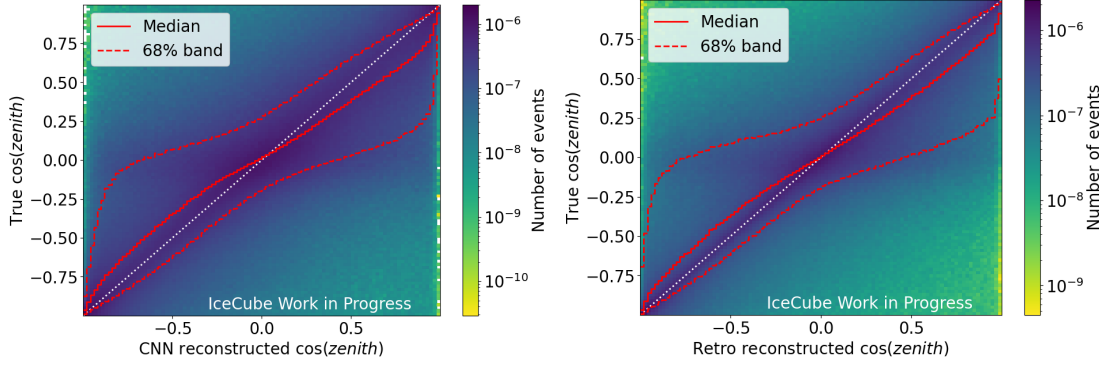 0.75
0.50
0.25
0.00
−0.25
−0.50
−0.75
True cos(zenith)
Median
68% band
IceCube Work in Progress
−0.5
0.0
0.5
CNN reconstructed cos(zenith)
10⁻⁶
10⁻⁷
10⁻⁸
10⁻⁹
10⁻¹⁰
Number of events
0.75
0.50
0.25
0.00
−0.25
−0.50
−0.75
True cos(zenith)
Median
68% band
IceCube Work in Progress
−0.5
0.0
0.5
Retro reconstructed cos(zenith)
10⁻⁶
10⁻⁷
10⁻⁸
10⁻⁹
Number of events